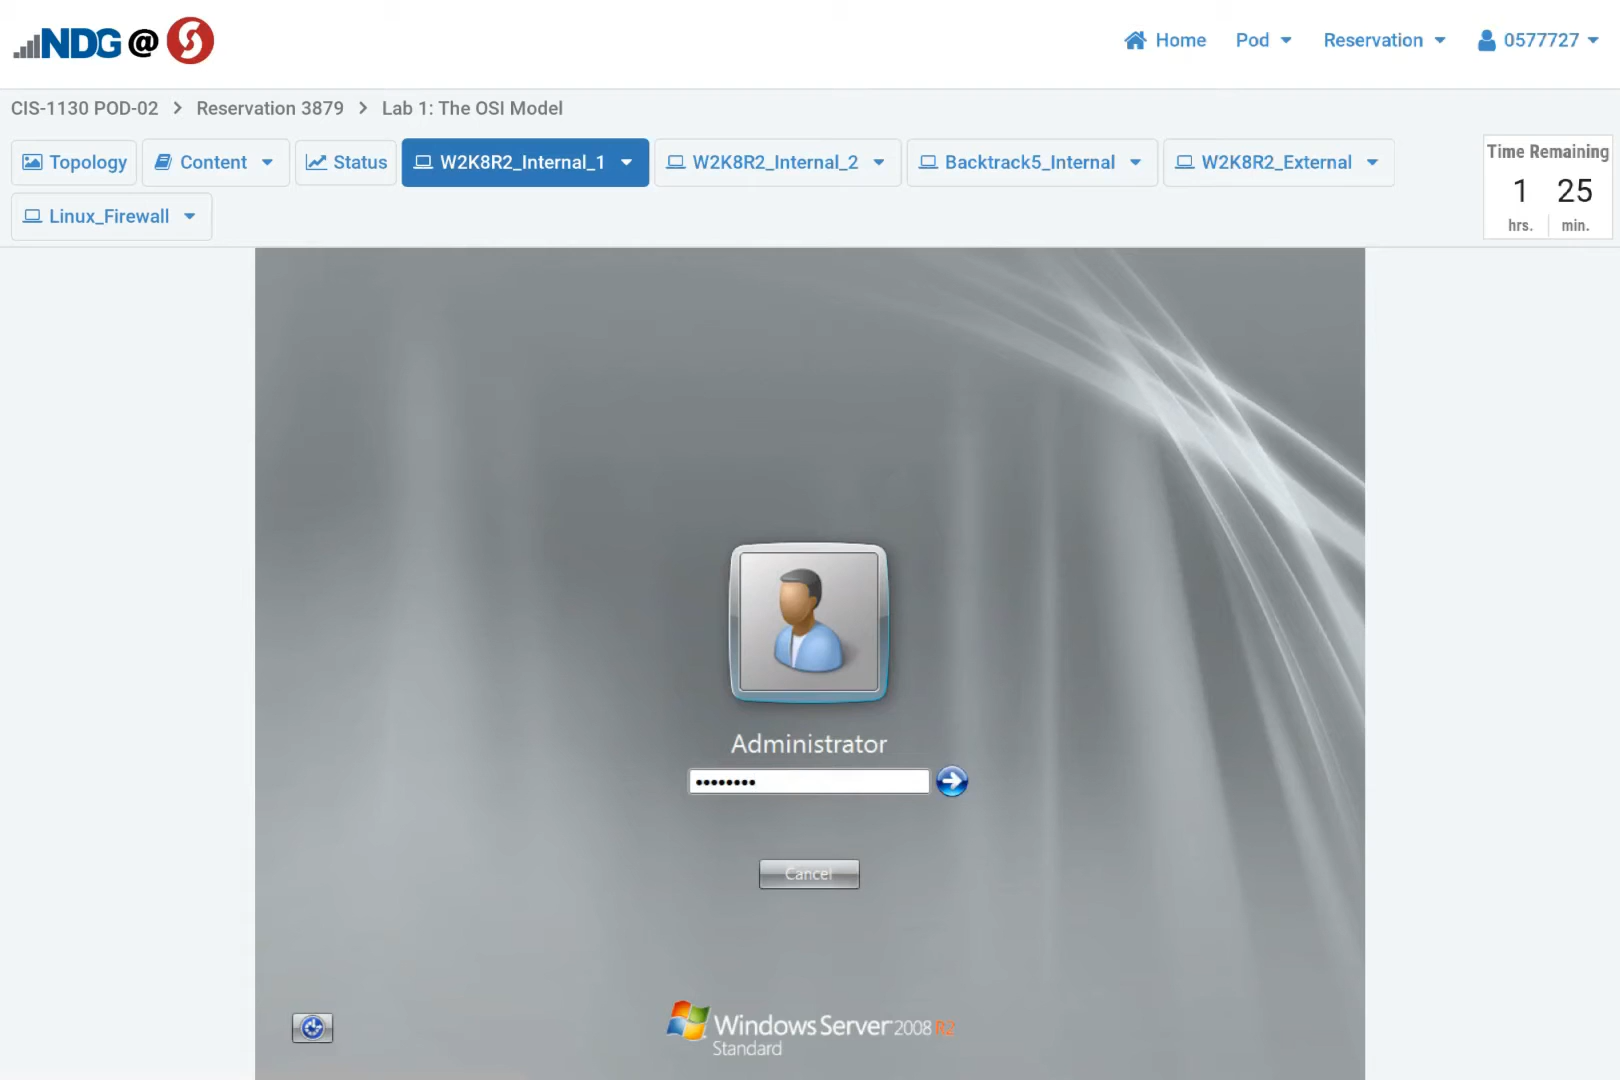 NDG @
Home Pod Reservation 0577727
CIS-1130 POD-02 > Reservation 3879 > Lab 1: The OSI Model
Topology Content Status W2K8R2_Internal_1 W2K8R2_Internal_2 Backtrack5_Internal W2K8R2_External
Linux_Firewall
Time Remaining
1 25
hrs. min.
Administrator
••••••••
Cancel
Windows Server 2008 R2
Standard